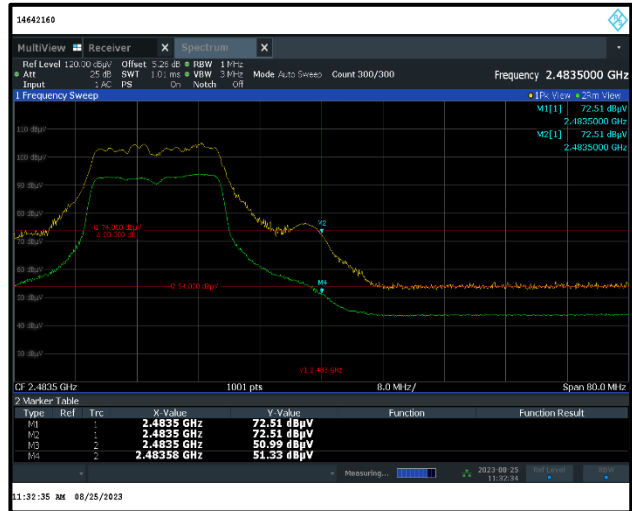 14642160
MultiView Receiver X Spectrum X
Ref Level 120.00 dBµV Offset 5.26 dB RBW 1 MHz
Att 25 dB SWT 1.01 ms VBW 3 MHz Mode Auto Sweep Count 300/300 Frequency 2.4835000 GHz
Input 1 AC PS On Notch Off
1 Frequency Sweep 1Pk View 2Rm View
M1[1] 72.51 dBµV
2.4835000 GHz
M2[1] 72.51 dBµV
2.4835000 GHz
110 dBµV
100 dBµV
90 dBµV
80 dBµV
M2
H1 74.000 dBµV
70 dBµV
60 dBµV
M4
54.000 dBµV
50 dBµV
40 dBµV
30 dBµV
CF 2.4835 GHz 1001 pts 8.0 MHz/ Span 80.0 MHz
2 Marker Table
Type Ref Trc X-Value Y-Value Function Function Result
M1 1 2.4835 GHz 72.51 dBµV
M2 1 2.4835 GHz 72.51 dBµV
M3 2 2.4835 GHz 50.99 dBµV
M4 2 2.48358 GHz 51.33 dBµV
Measuring... 2023-08-25 Ref Level RBW
11:32:34
11:32:35 AM 08/25/2023